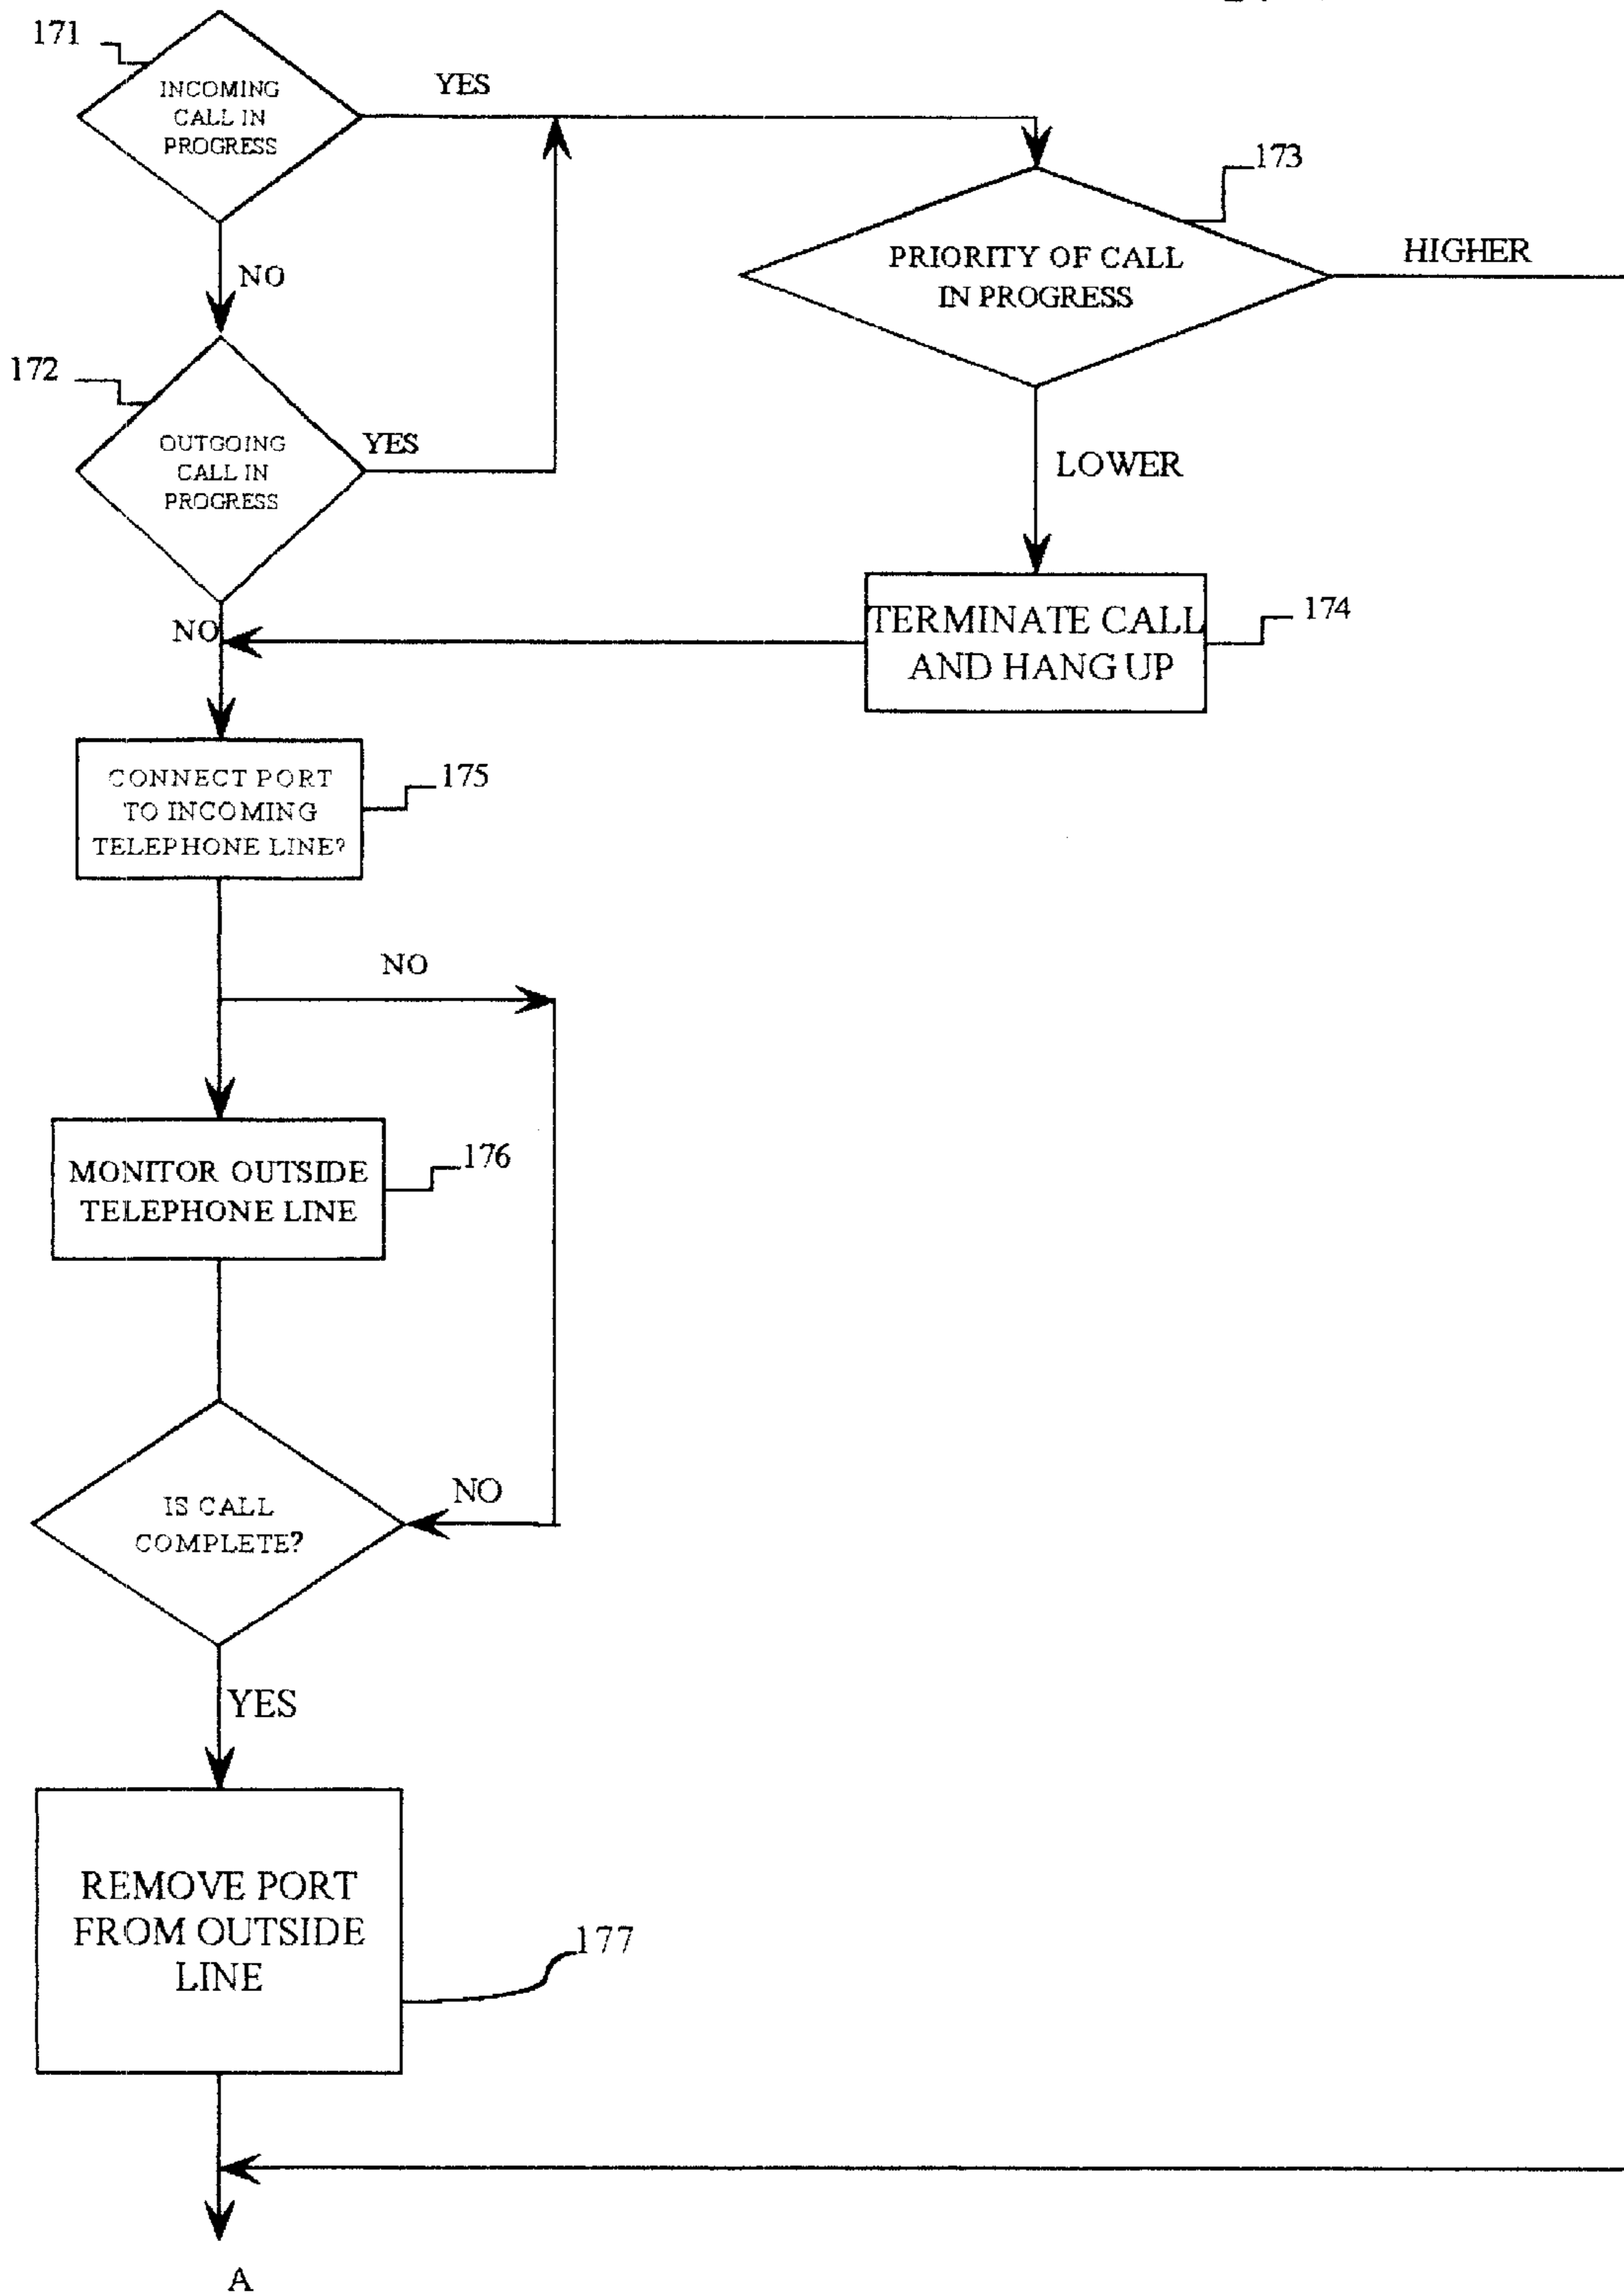 171
INCOMING
CALL IN
PROGRESS
YES
NO
173
PRIORITY OF CALL
IN PROGRESS
HIGHER
172
OUTGOING
CALL IN
PROGRESS
YES
LOWER
NO
TERMINATE CALL
AND HANG UP
174
CONNECT PORT
TO INCOMING
TELEPHONE LINE?
175
NO
MONITOR OUTSIDE
TELEPHONE LINE
176
IS CALL
COMPLETE?
NO
YES
REMOVE PORT
FROM OUTSIDE
LINE
177
A